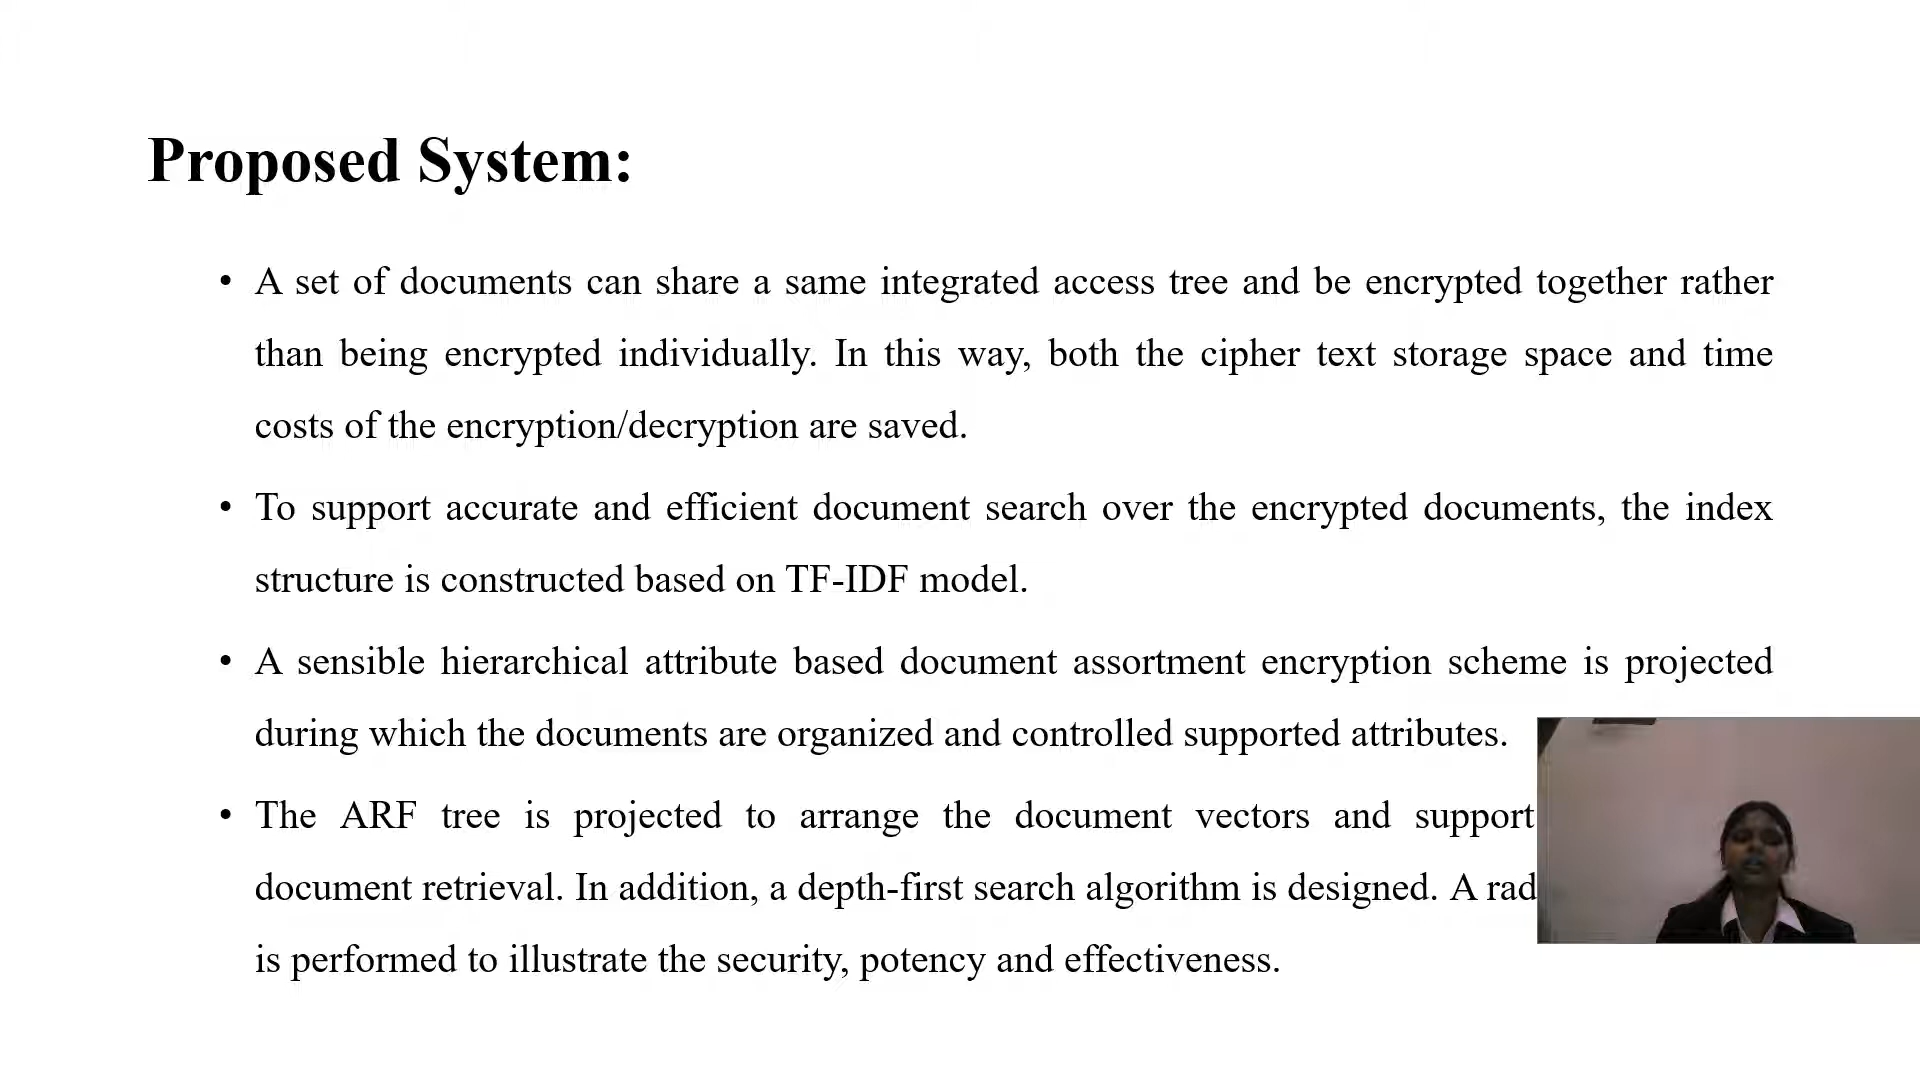 Proposed System:
• A set of documents can share a same integrated access tree and be encrypted together rather
than being encrypted individually. In this way, both the cipher text storage space and time
costs of the encryption/decryption are saved.
• To support accurate and efficient document search over the encrypted documents, the index
structure is constructed based on TF-IDF model.
• A sensible hierarchical attribute based document assortment encryption scheme is projected
during which the documents are organized and controlled supported attributes.
• The ARF tree is projected to arrange the document vectors and support
document retrieval. In addition, a depth-first search algorithm is designed. A
is performed to illustrate the security, potency and effectiveness.